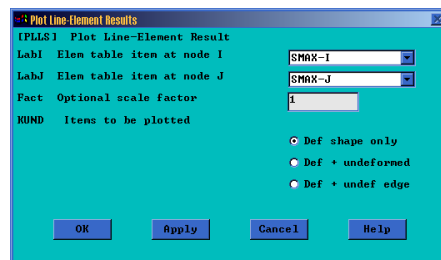 Plot Line-Element Results
[PLLS] Plot Line-Element Result
LabI Elem table item at node I SMAX-I
LabJ Elem table item at node J SMAX-J
Fact Optional scale factor 1
KUND Items to be plotted
Def shape only
Def + undeformed
Def + undef edge
OK Apply Cancel Help